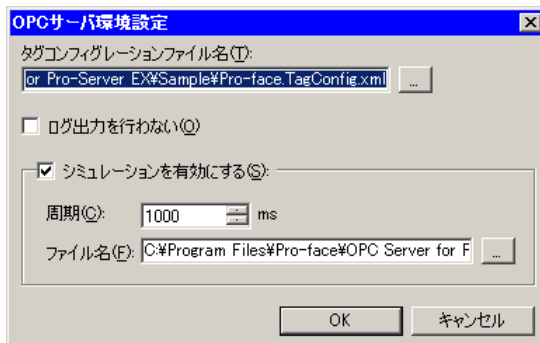 OPCサーバ環境設定
タグコンフィグレーションファイル名(T):
or Pro-Server EX¥Sample¥Pro-face.TagConfig.xml
...
ログ出力を行わない(O)
シミュレーションを有効にする(S):
周期(C): 1000 ms
ファイル名(F): C:¥Program Files¥Pro-face¥OPC Server for F ...
OK キャンセル